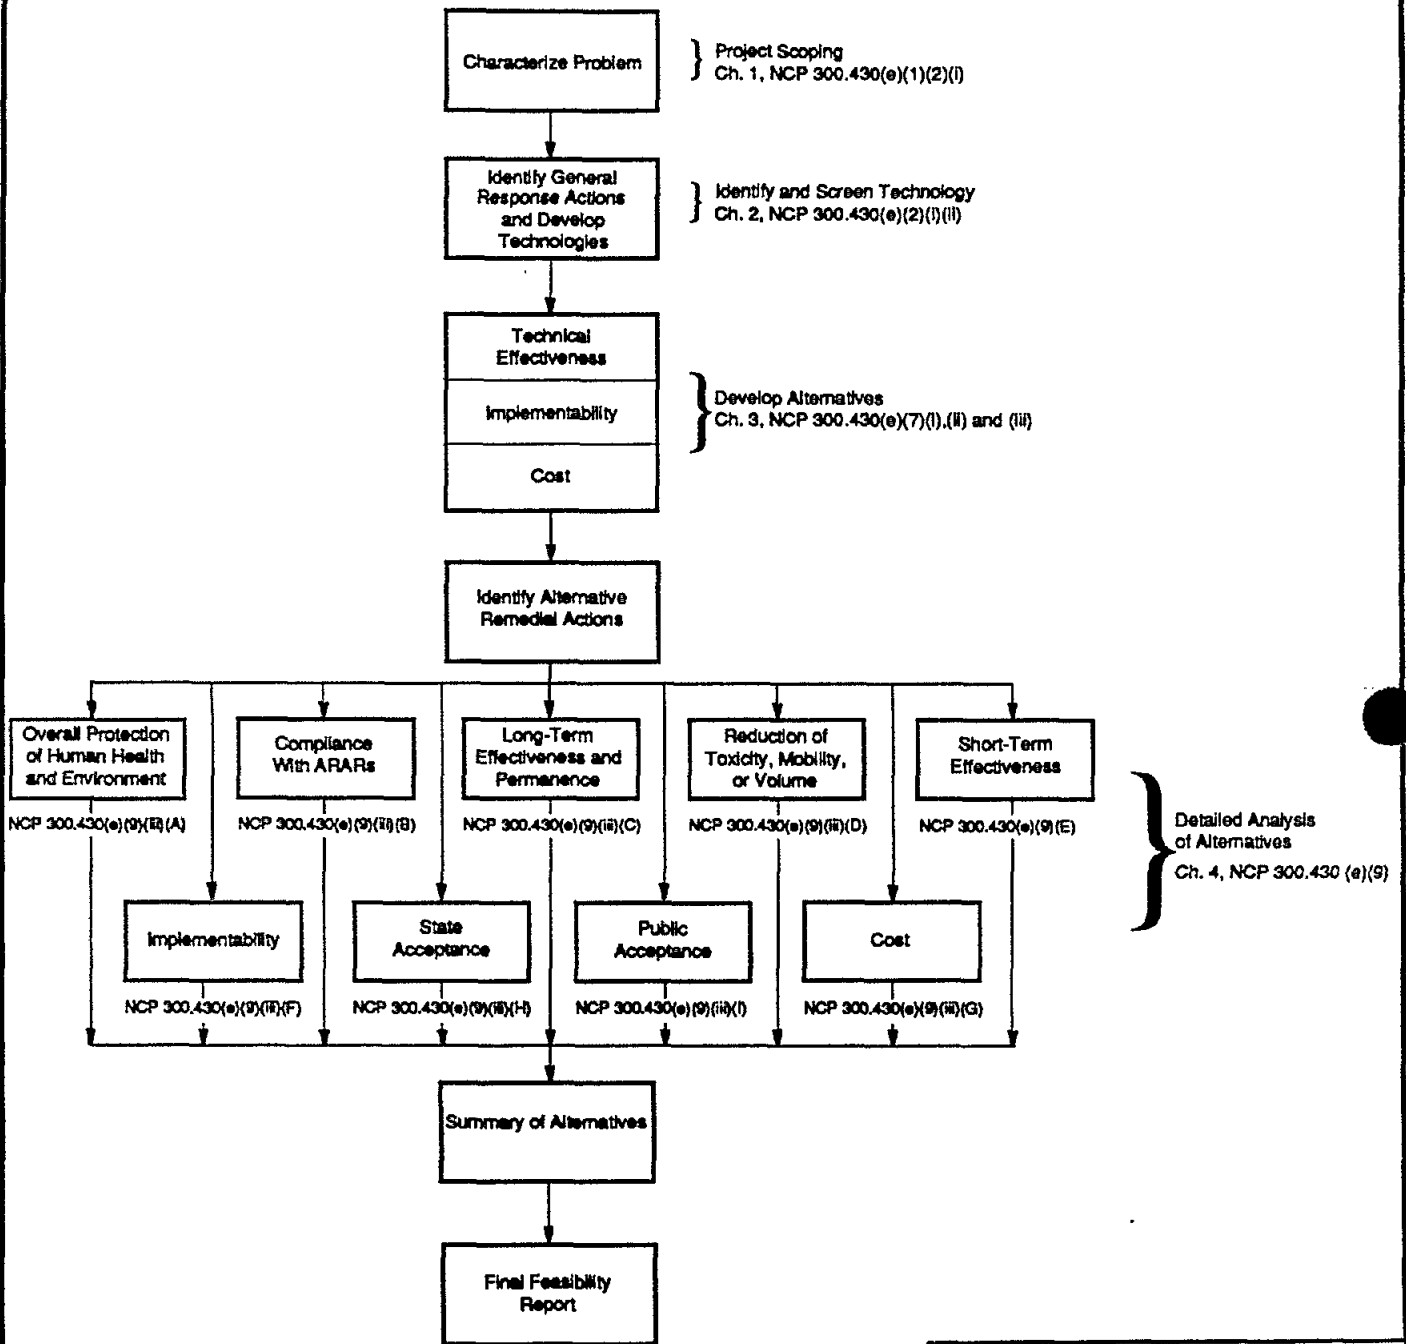 Characterize Problem
Project Scoping
Ch. 1, NCP 300.430(e)(1)(2)(i)
Identify General
Response Actions
and Develop
Technologies
Identify and Screen Technology
Ch. 2, NCP 300.430(e)(2)(i)(ii)
Technical
Effectiveness
Implementability
Cost
Develop Alternatives
Ch. 3, NCP 300.430(e)(7)(i),(ii) and (iii)
Identify Alternative
Remedial Actions
Overall Protection
of Human Health
and Environment
NCP 300.430(e)(9)(iii)(A)
Compliance
With ARARs
NCP 300.430(e)(9)(iii)(B)
Long-Term
Effectiveness and
Permanence
NCP 300.430(e)(9)(iii)(C)
Reduction of
Toxicity, Mobility,
or Volume
NCP 300.430(e)(9)(iii)(D)
Short-Term
Effectiveness
NCP 300.430(e)(9)(E)
Detailed Analysis
of Alternatives
Ch. 4, NCP 300.430 (e)(9)
Implementability
NCP 300.430(e)(9)(iii)(F)
State
Acceptance
NCP 300.430(e)(9)(iii)(H)
Public
Acceptance
NCP 300.430(e)(9)(iii)(I)
Cost
NCP 300.430(e)(9)(iii)(G)
Summary of Alternatives
Final Feasibility
Report